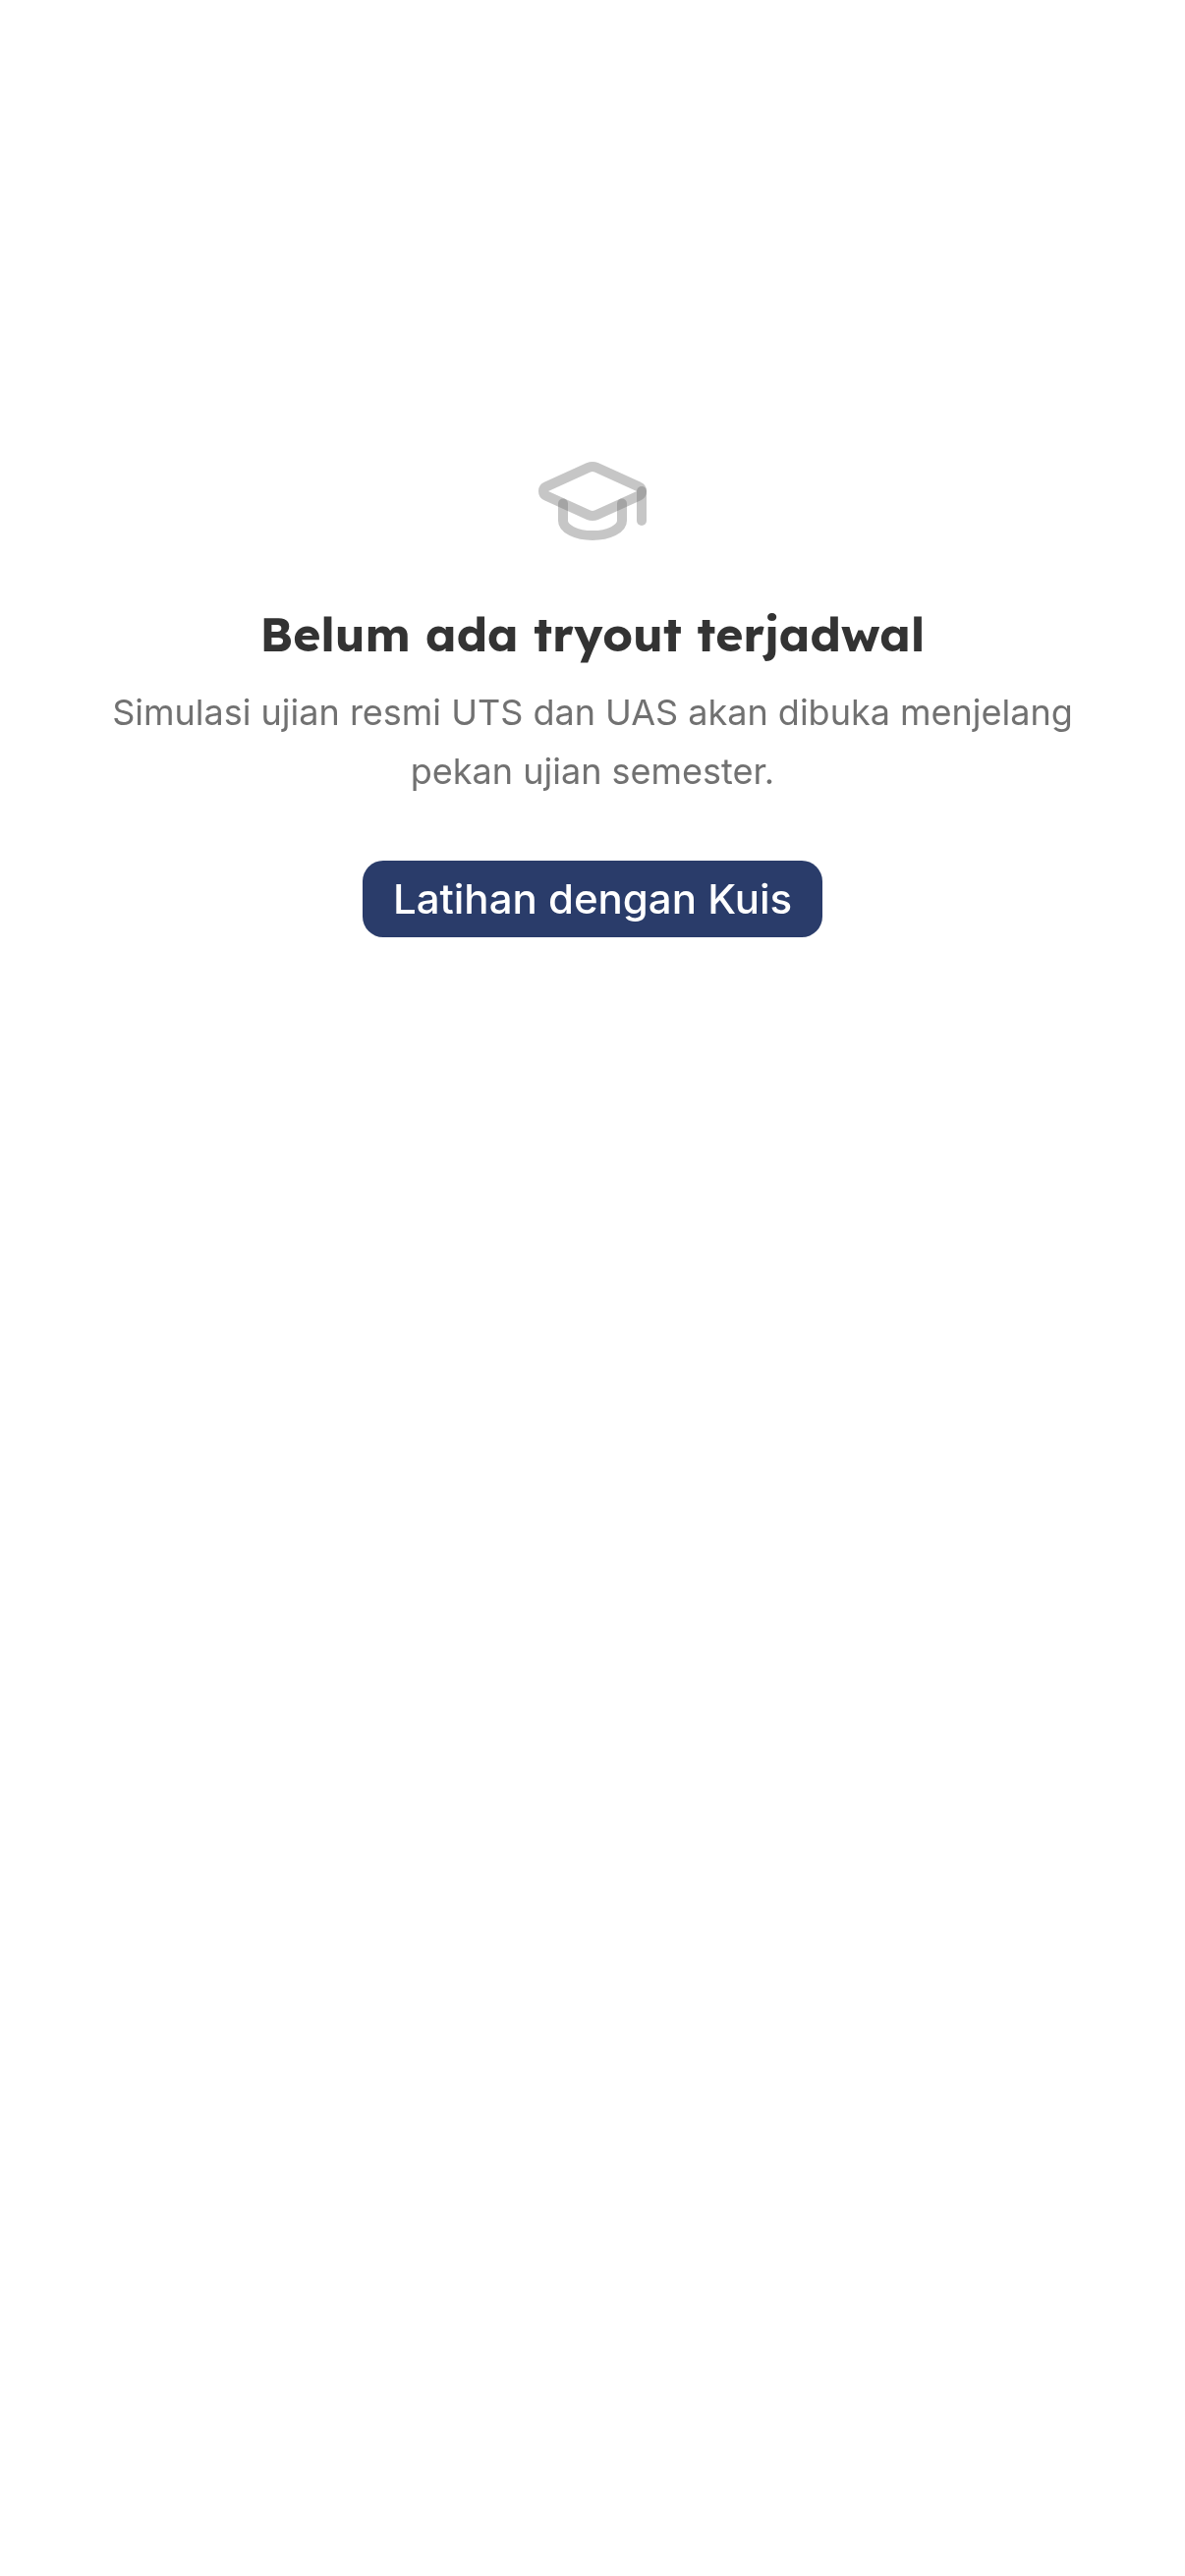 Belum ada tryout terjadwal
Simulasi ujian resmi UTS dan UAS akan dibuka menjelang
pekan ujian semester.
Latihan dengan Kuis